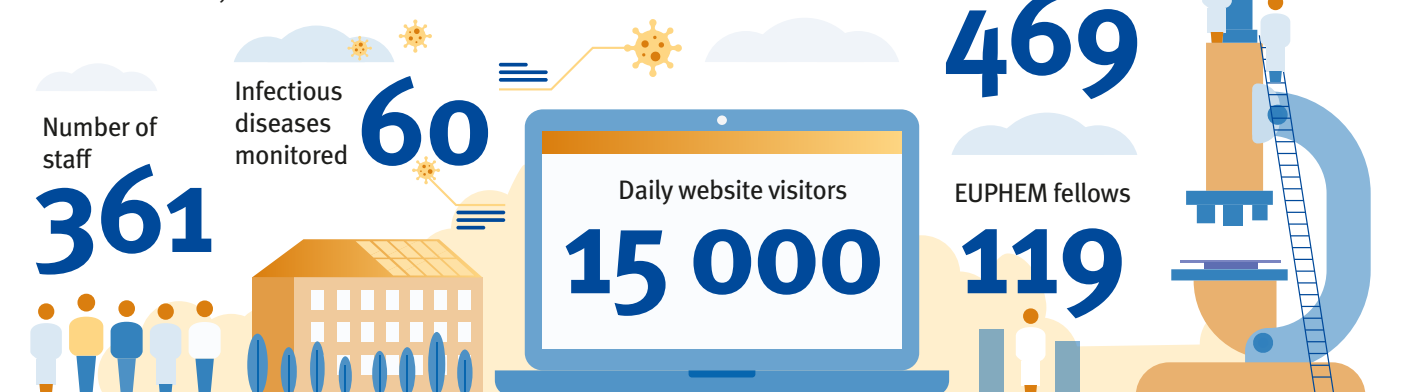 Number of
staff
361
Infectious
diseases
monitored
60
Daily website visitors
15 000
469
EUPHEM fellows
119